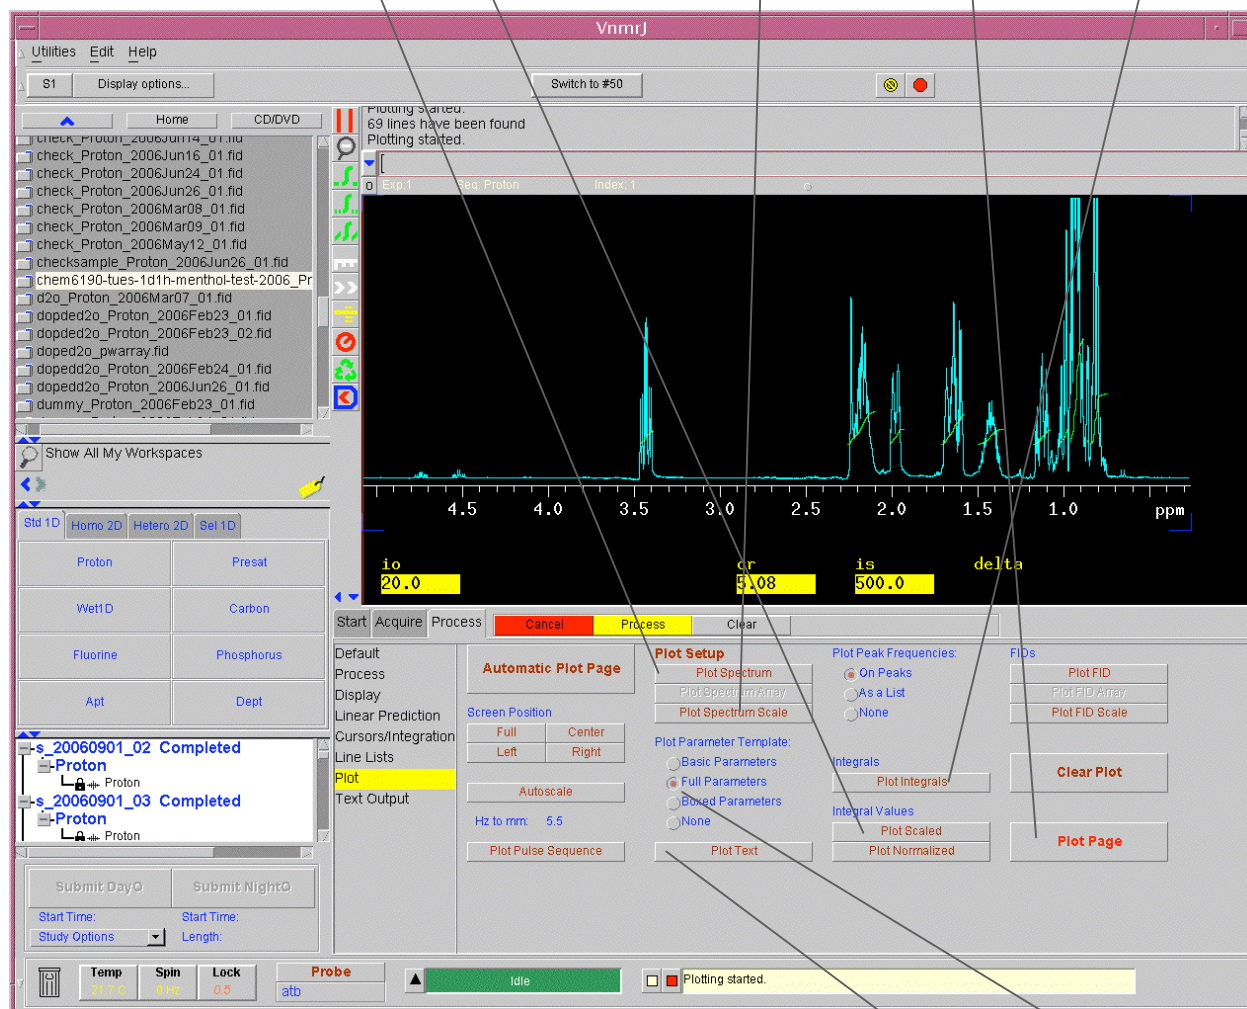 VnmrJ
Utilities Edit Help
S1 Display options... Switch to #50
Home CD/DVD
Plotting started.
69 lines have been found
Plotting started.
check_Proton_2006Jun14_01.fid
check_Proton_2006Jun16_01.fid
check_Proton_2006Jun24_01.fid
check_Proton_2006Jun26_01.fid
check_Proton_2006Mar08_01.fid
check_Proton_2006Mar09_01.fid
check_Proton_2006May12_01.fid
checksample_Proton_2006Jun26_01.fid
chem6190-tues-1d1h-menthol-test-2006_Pr
d2o_Proton_2006Mar07_01.fid
dopded2o_Proton_2006Feb23_01.fid
dopded2o_Proton_2006Feb23_02.fid
doped2o_pwarray.fid
dopedd2o_Proton_2006Feb24_01.fid
dopedd2o_Proton_2006Jun26_01.fid
dummy_Proton_2006Feb23_01.fid
Exp:1 Seq: Proton Index: 1
4.5 4.0 3.5 3.0 2.5 2.0 1.5 1.0 ppm
io cr is delta
20.0 5.08 500.0
Show All My Workspaces
Std 1D Homo 2D Hetero 2D Sel 1D
Proton Presat
Wet1D Carbon
Fluorine Phosphorus
Apt Dept
s_20060901_02 Completed
Proton
Proton
s_20060901_03 Completed
Proton
Proton
Submit DayQ Submit NightQ
Start Time: Start Time:
Study Options Length:
Start Acquire Process Cancel Process Clear
Default
Process
Display
Linear Prediction
Cursors/Integration
Line Lists
Plot
Text Output
Automatic Plot Page
Screen Position
Full Center
Left Right
Autoscale
Hz to mm: 5.5
Plot Pulse Sequence
Plot Setup
Plot Spectrum
Plot Spectrum Array
Plot Spectrum Scale
Plot Parameter Template:
Basic Parameters
Full Parameters
Boxed Parameters
None
Plot Text
Plot Peak Frequencies:
On Peaks
As a List
None
Integrals
Plot Integrals
Integral Values
Plot Scaled
Plot Normalized
FIDs
Plot FID
Plot FID Array
Plot FID Scale
Clear Plot
Plot Page
Temp Spin Lock Probe
21.7 C 0 Hz 0.5 atb
Idle
Plotting started.